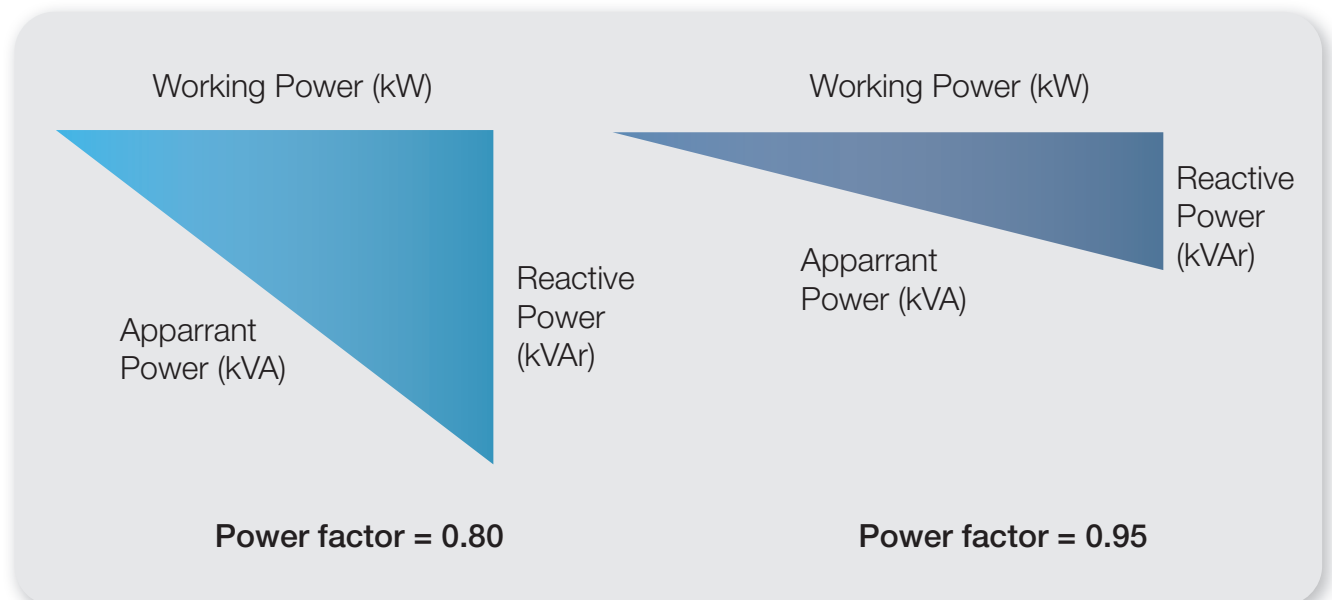 Working Power (kW)
Apparrant
Power (kVA)
Reactive
Power
(kVAr)
Power factor = 0.80
Working Power (kW)
Apparrant
Power (kVA)
Reactive
Power
(kVAr)
Power factor = 0.95